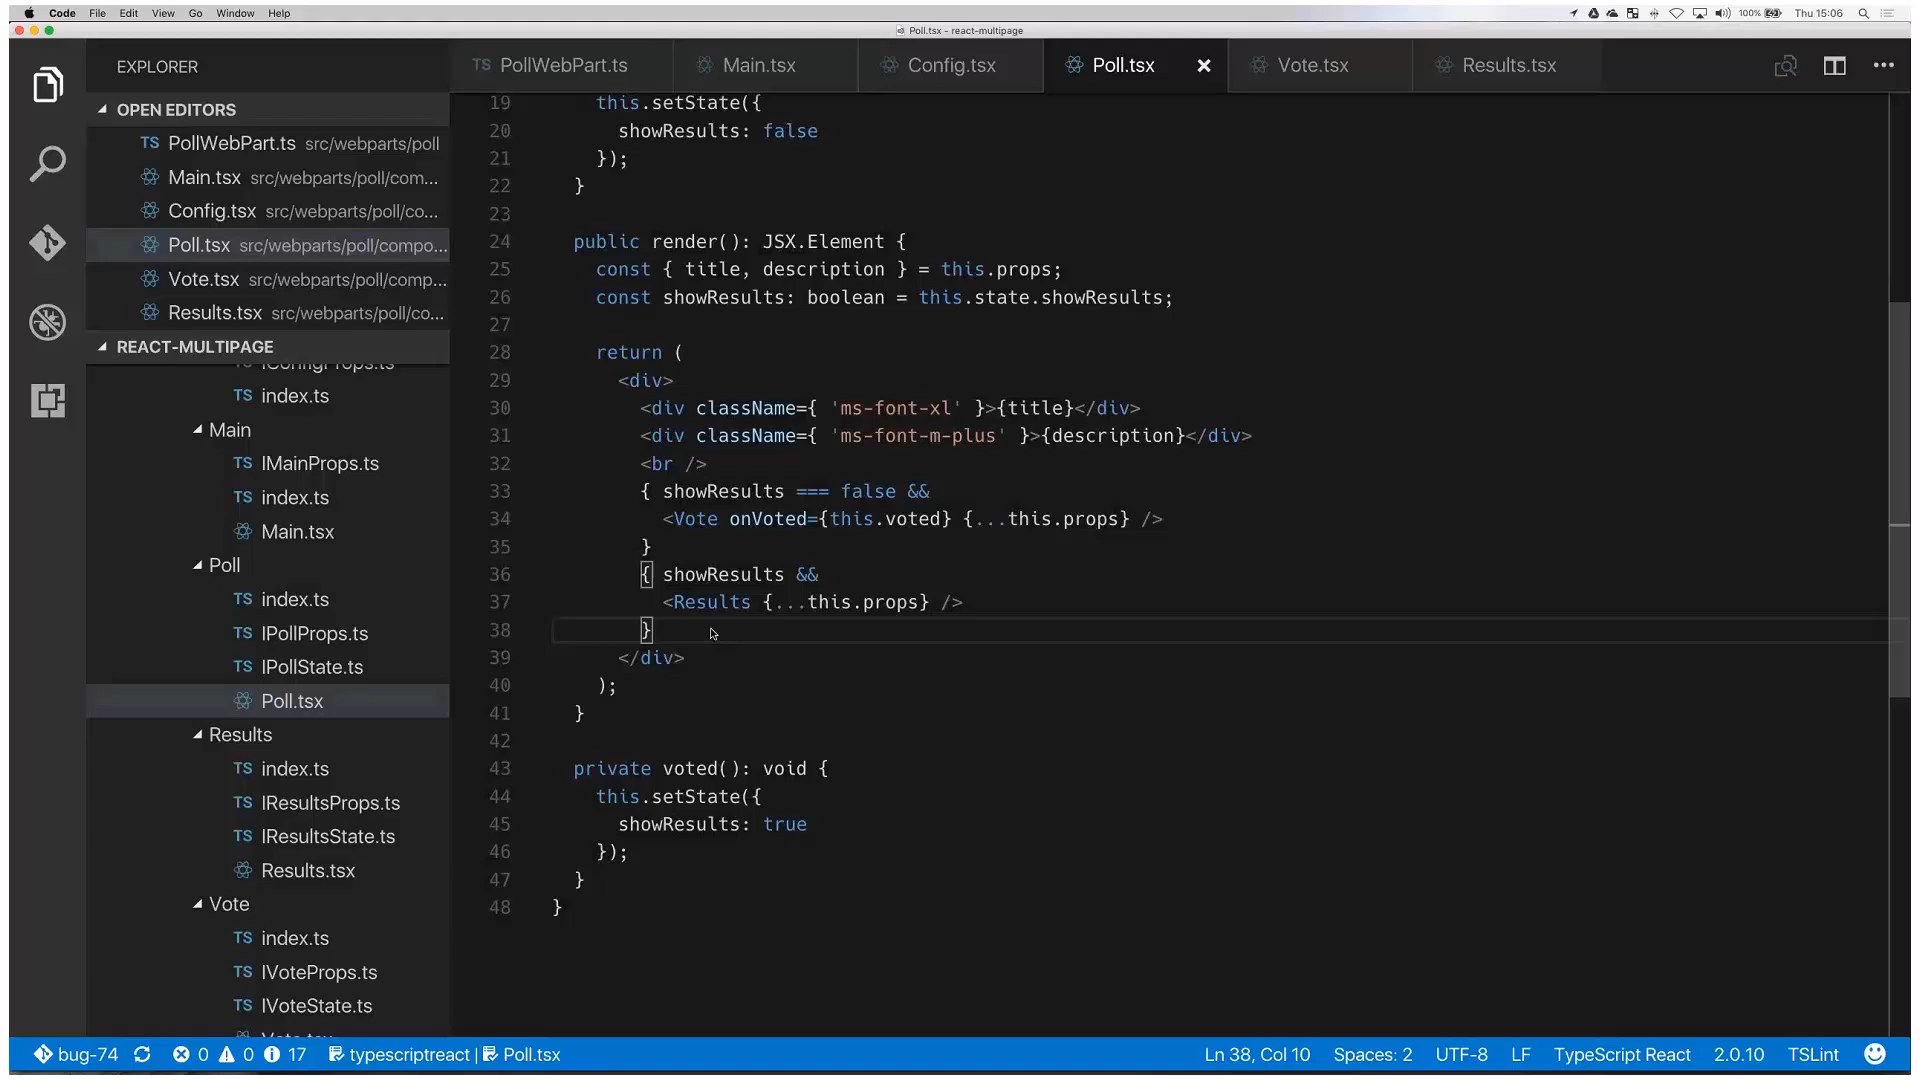 Code File Edit View Go Window Help 100% Thu 15:06
Poll.tsx - react-multipage
EXPLORER
TS PollWebPart.ts Main.tsx Config.tsx Poll.tsx Vote.tsx Results.tsx
OPEN EDITORS
TS PollWebPart.ts src/webparts/poll
Main.tsx src/webparts/poll/com...
Config.tsx src/webparts/poll/co...
Poll.tsx src/webparts/poll/compo...
Vote.tsx src/webparts/poll/comp...
Results.tsx src/webparts/poll/co...
REACT-MULTIPAGE
IConfigProps.ts
TS index.ts
Main
TS IMainProps.ts
TS index.ts
Main.tsx
Poll
TS index.ts
TS IPollProps.ts
TS IPollState.ts
Poll.tsx
Results
TS index.ts
TS IResultsProps.ts
TS IResultsState.ts
Results.tsx
Vote
TS index.ts
TS IVoteProps.ts
TS IVoteState.ts
19 this.setState({
20 showResults: false
21 });
22 }
23
24 public render(): JSX.Element {
25 const { title, description } = this.props;
26 const showResults: boolean = this.state.showResults;
27
28 return (
29 <div>
30 <div className={ 'ms-font-xl' }>{title}</div>
31 <div className={ 'ms-font-m-plus' }>{description}</div>
32 <br />
33 { showResults === false &&
34 <Vote onVoted={this.voted} {...this.props} />
35 }
36 { showResults &&
37 <Results {...this.props} />
38 }
39 </div>
40 );
41 }
42
43 private voted(): void {
44 this.setState({
45 showResults: true
46 });
47 }
48 }
bug-74 0 0 17 typescriptreact | Poll.tsx Ln 38, Col 10 Spaces: 2 UTF-8 LF TypeScript React 2.0.10 TSLint